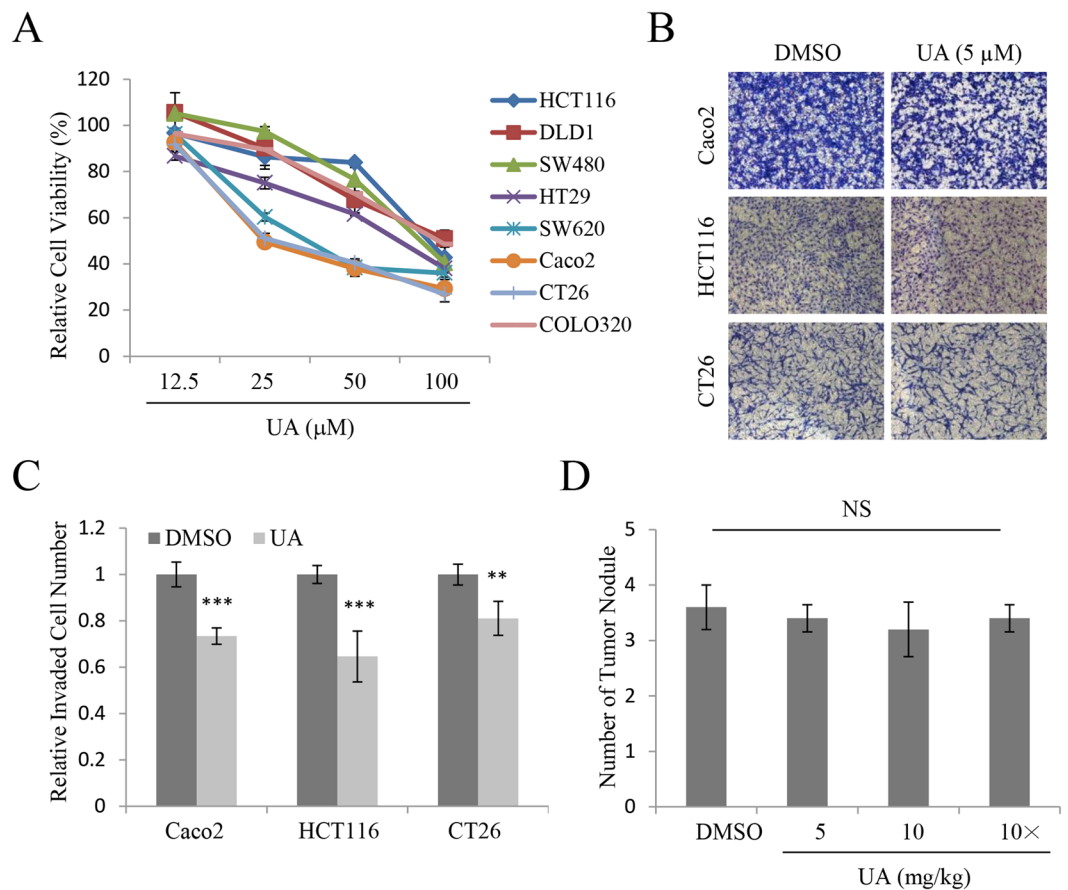 A
120
100
80
60
40
20
0
Relative Cell Viability (%)
12.5 25 50 100
UA (µM)
HCT116
DLD1
SW480
HT29
SW620
Caco2
CT26
COLO320
B
DMSO UA (5 µM)
Caco2
HCT116
CT26
C
1.2
1
0.8
0.6
0.4
0.2
0
Relative Invaded Cell Number
DMSO UA
***
***
**
Caco2 HCT116 CT26
D
NS
5
4
3
2
1
0
Number of Tumor Nodule
DMSO 5 10 10×
UA (mg/kg)